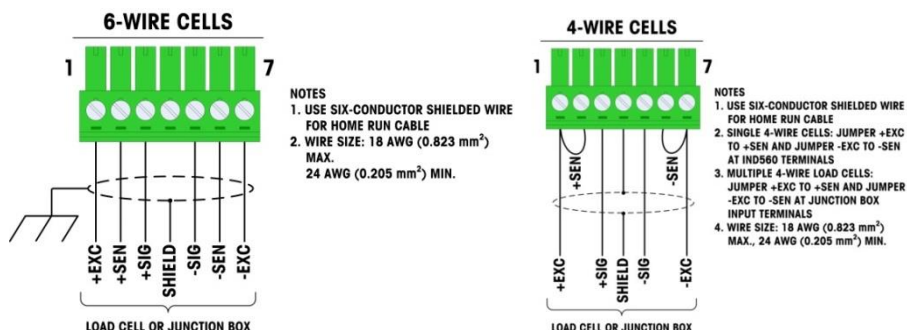 6-WIRE CELLS
1
7
NOTES
1. USE SIX-CONDUCTOR SHIELDED WIRE
FOR HOME RUN CABLE
2. WIRE SIZE: 18 AWG (0.823 mm²)
MAX.
24 AWG (0.205 mm²) MIN.
+EXC
+SEN
+SIG
SHIELD
-SIG
-SEN
-EXC
LOAD CELL OR JUNCTION BOX
4-WIRE CELLS
1
7
NOTES
1. USE SIX-CONDUCTOR SHIELDED WIRE
FOR HOME RUN CABLE
2. SINGLE 4-WIRE CELLS: JUMPER +EXC
TO +SEN AND JUMPER -EXC TO -SEN
AT IND560 TERMINALS
3. MULTIPLE 4-WIRE LOAD CELLS:
JUMPER +EXC TO +SEN AND JUMPER
-EXC TO -SEN AT JUNCTION BOX
INPUT TERMINALS
4. WIRE SIZE: 18 AWG (0.823 mm²)
MAX., 24 AWG (0.205 mm²) MIN.
+SEN
-SEN
+EXC
+SIG
SHIELD
-SIG
-EXC
LOAD CELL OR JUNCTION BOX